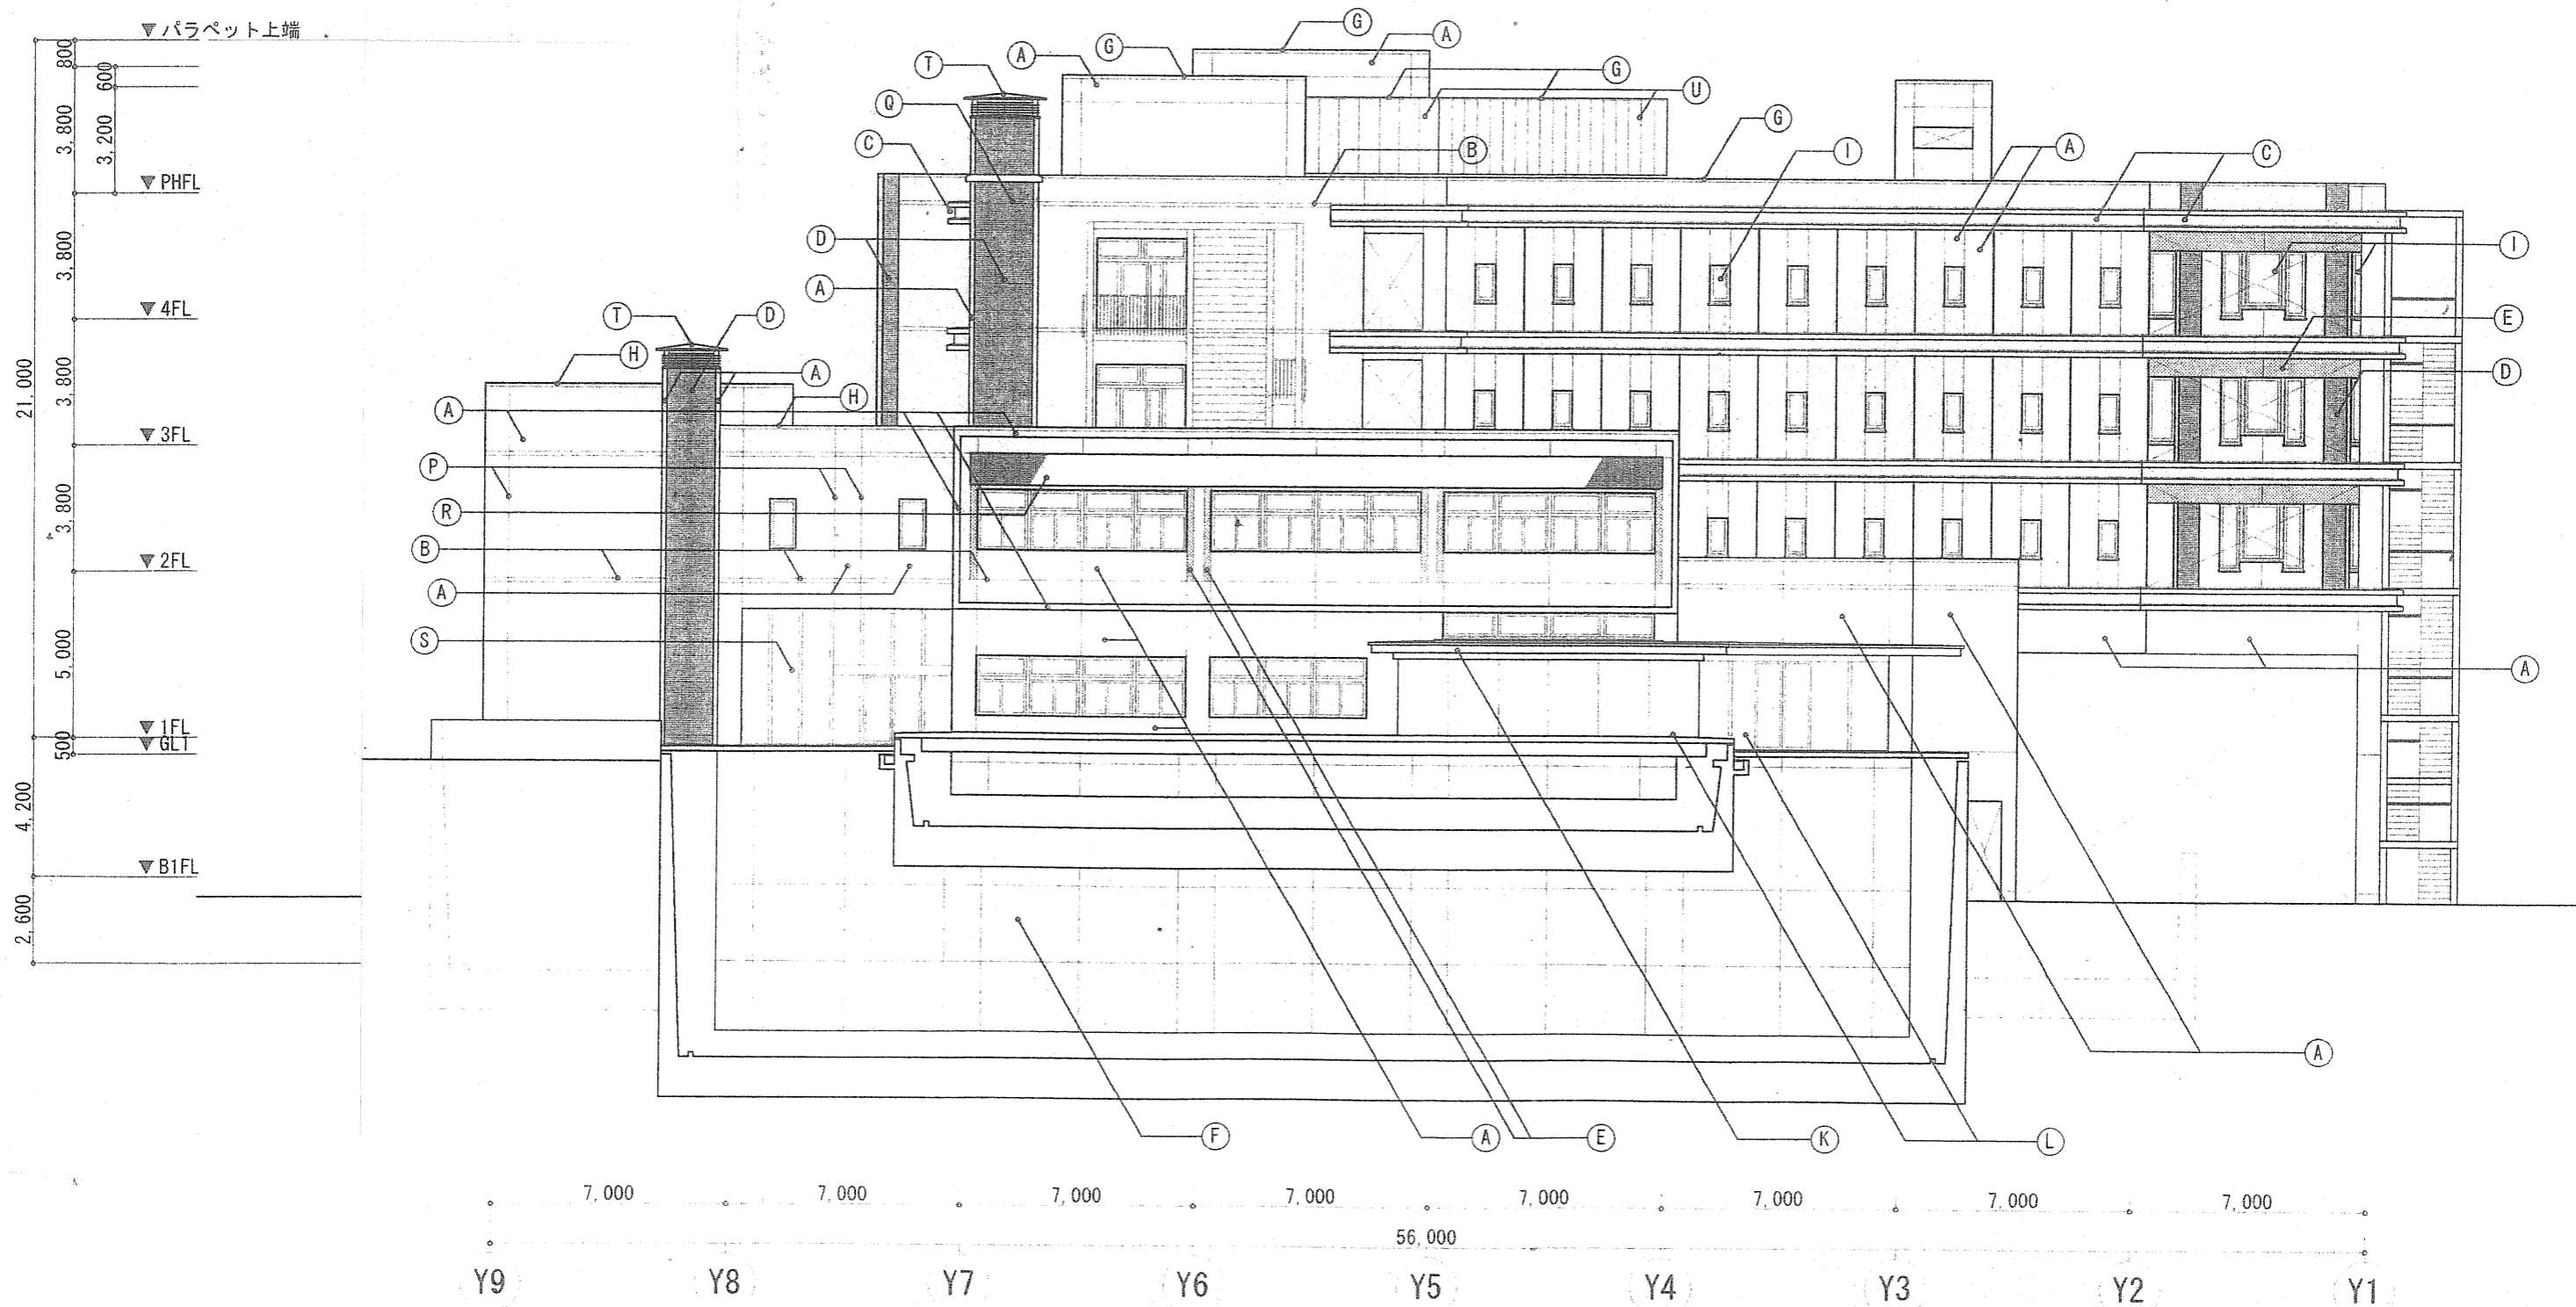 ▼パラペット上端
800
600
3,800
3,200
▼PHFL
3,800
▼4FL
21,000
3,800
▼3FL
3,800
▼2FL
5,000
▼1FL
▼GL1
500
4,200
▼B1FL
2,600
G
A
G
A
T
G
U
Q
G
C
B
I
A
C
D
I
A
T
D
E
H
A
D
H
A
P
R
B
A
S
A
A
F
A
E
K
L
7,000
7,000
7,000
7,000
7,000
7,000
7,000
7,000
56,000
Y9
Y8
Y7
Y6
Y5
Y4
Y3
Y2
Y1